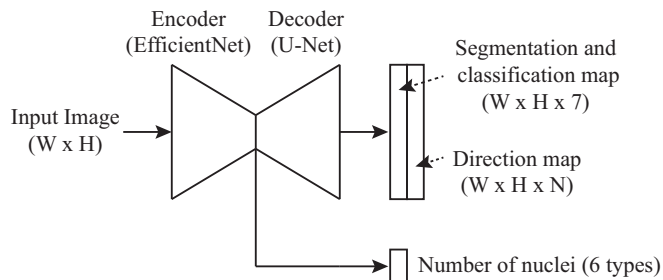 Encoder
(EfficientNet)
Decoder
(U-Net)
Input Image
(W x H)
Segmentation and
classification map
(W x H x 7)
Direction map
(W x H x N)
Number of nuclei (6 types)